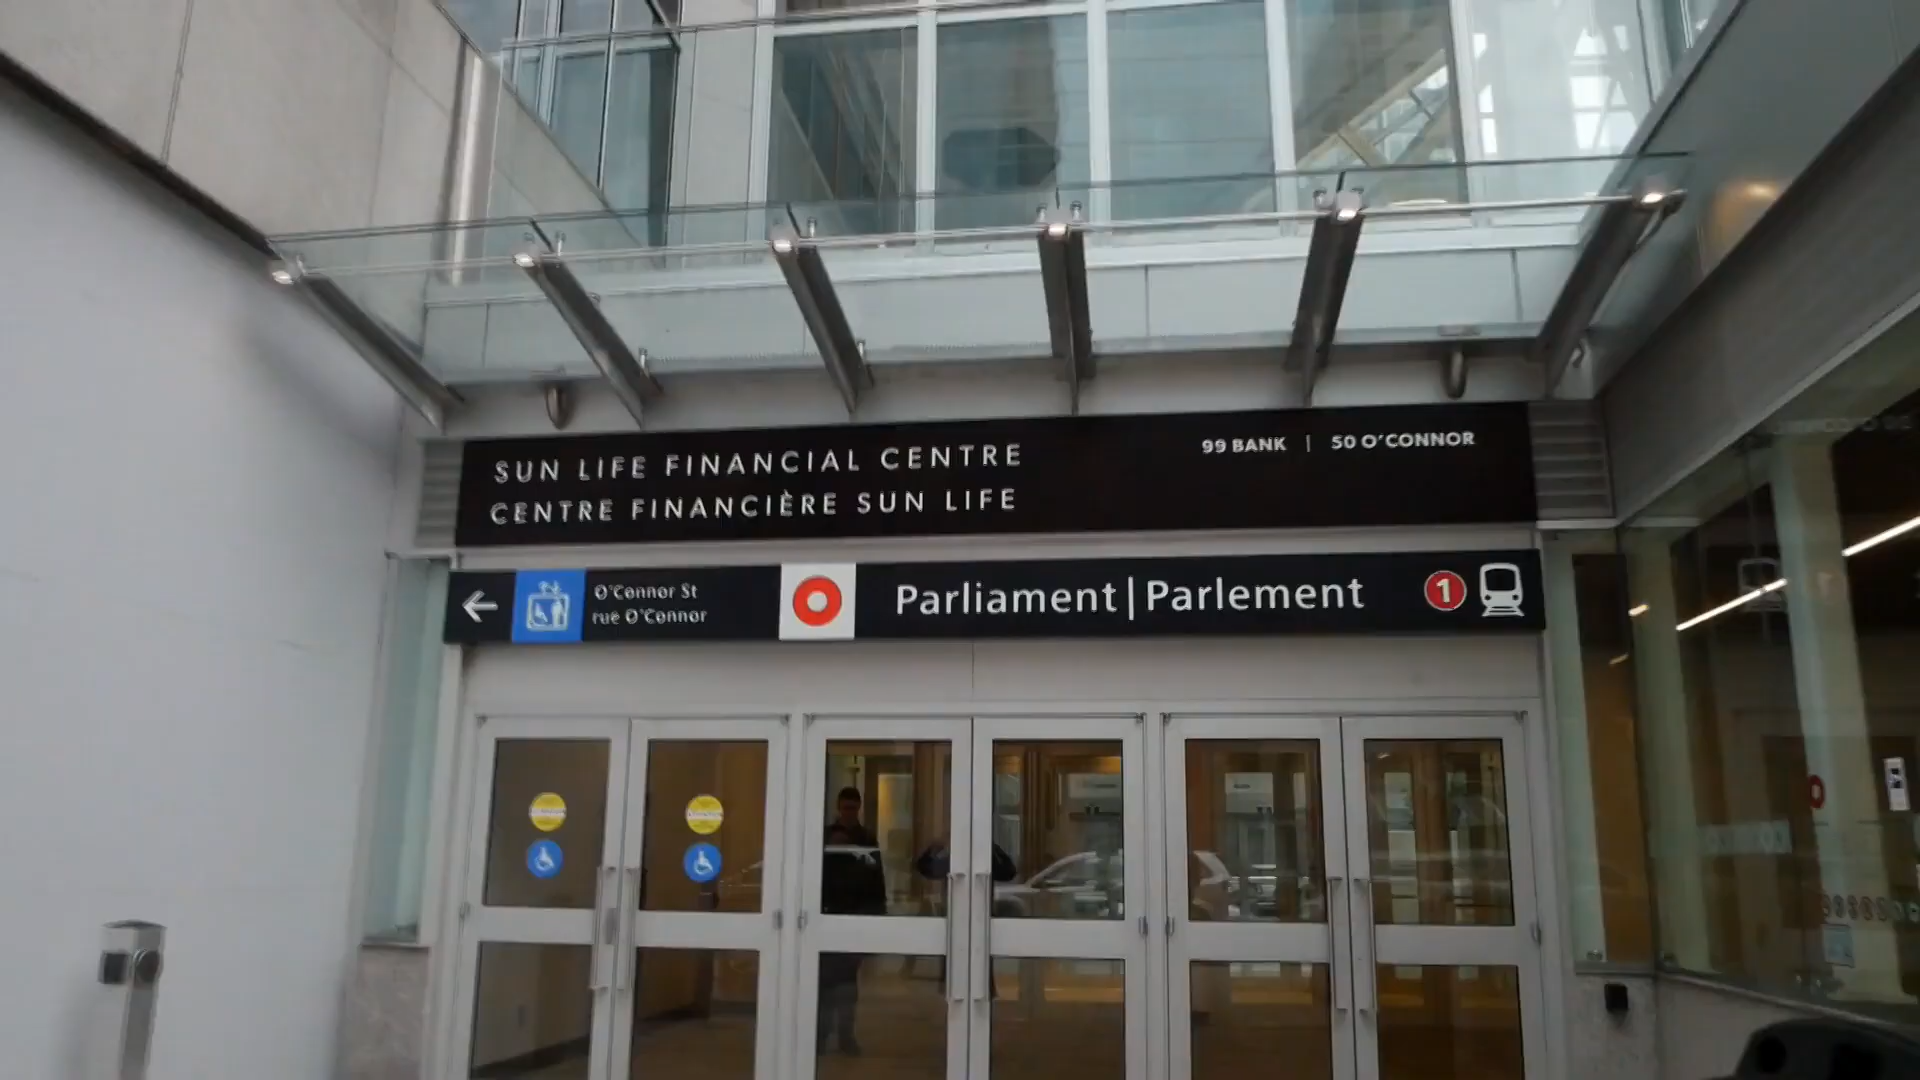 SUN LIFE FINANCIAL CENTRE
CENTRE FINANCIÈRE SUN LIFE
99 BANK | 50 O'CONNOR
O'Connor St
rue O'Connor
Parliament | Parlement
1